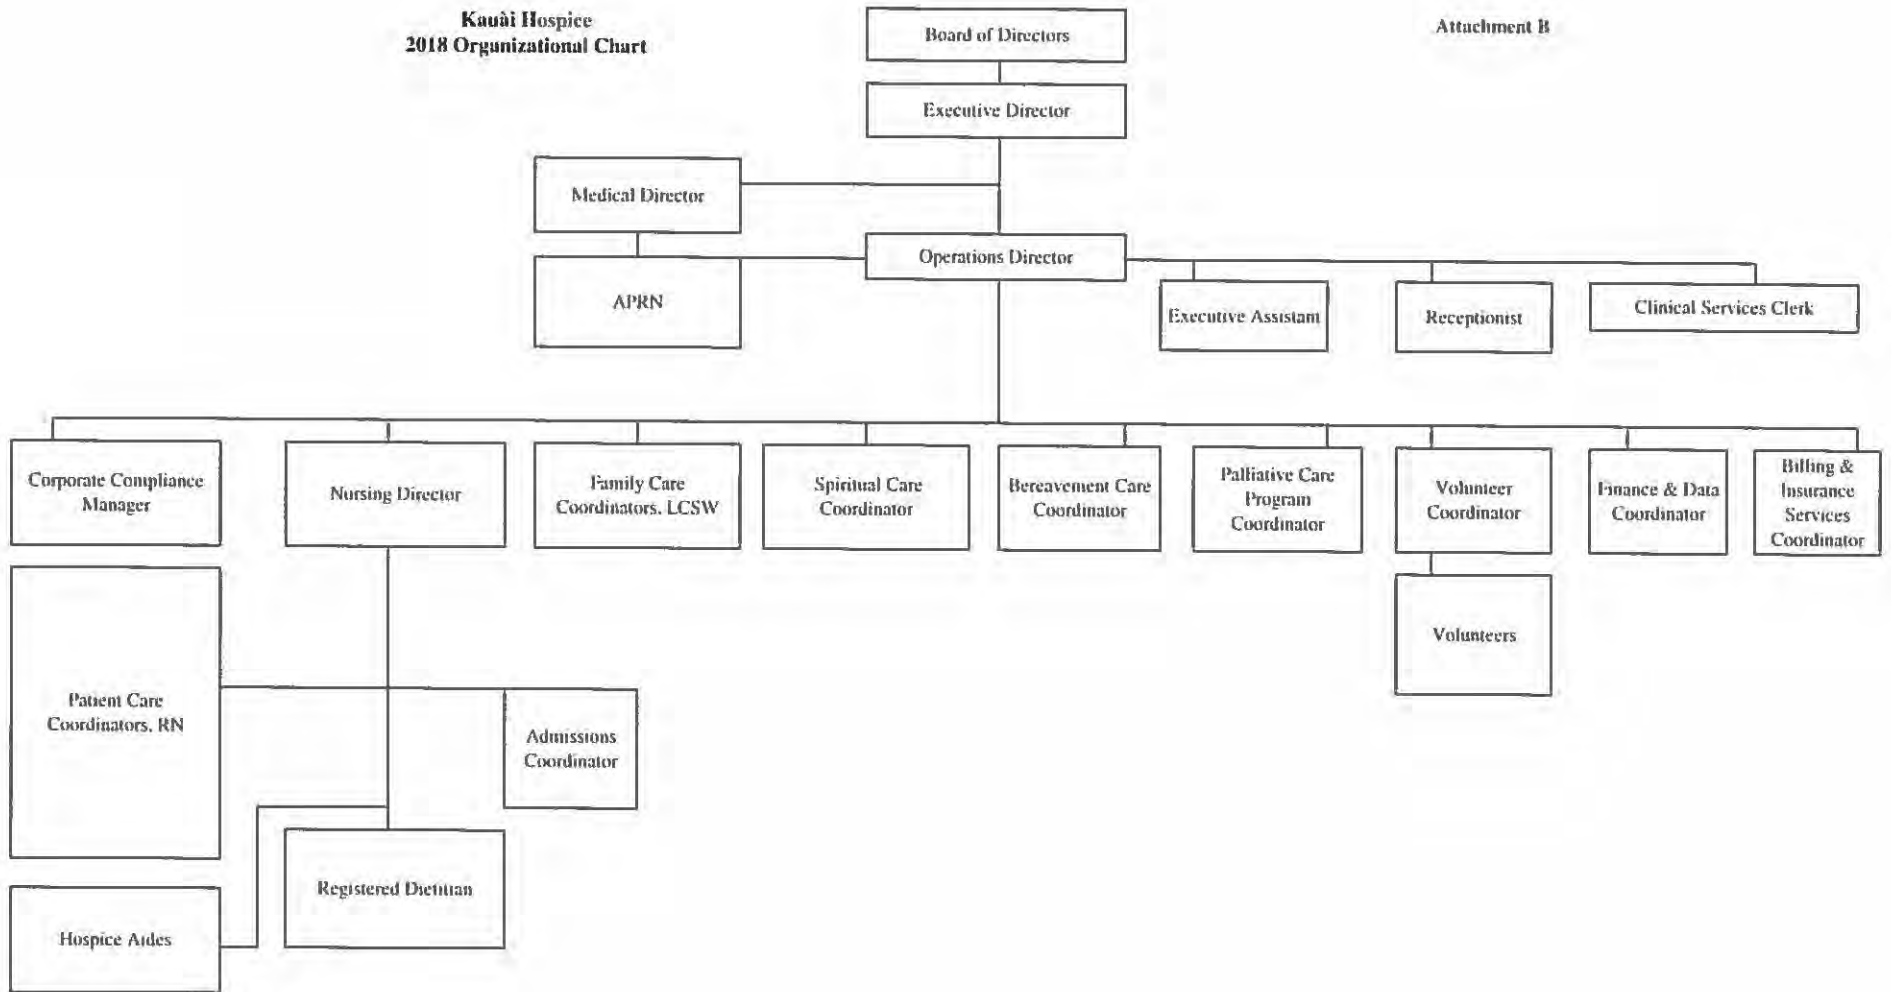 Kauài Hospice
2018 Organizational Chart
Attachment B
Board of Directors
Executive Director
Medical Director
Operations Director
APRN
Executive Assistant
Receptionist
Clinical Services Clerk
Corporate Compliance
Manager
Nursing Director
Family Care
Coordinators, LCSW
Spiritual Care
Coordinator
Bereavement Care
Coordinator
Palliative Care
Program
Coordinator
Volunteer
Coordinator
Finance & Data
Coordinator
Billing &
Insurance
Services
Coordinator
Volunteers
Patient Care
Coordinators, RN
Admissions
Coordinator
Registered Dietitian
Hospice Aides